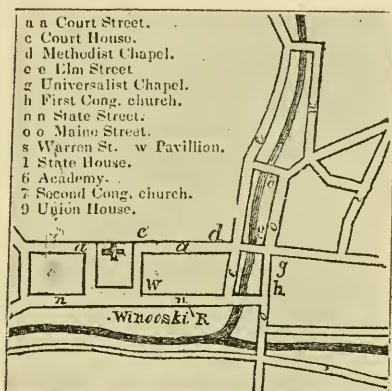 a a Court Street.
c Court House.
d Methodist Chapel.
e e Elm Street
g Universalist Chapel.
h First Cong. church.
n n State Street.
o o Maine Street.
s Warren St. w Pavillion.
1 State House.
6 Academy.
7 Second Cong. church.
9 Union House.
c d
a a
e
g
w h
n n
Winooski R